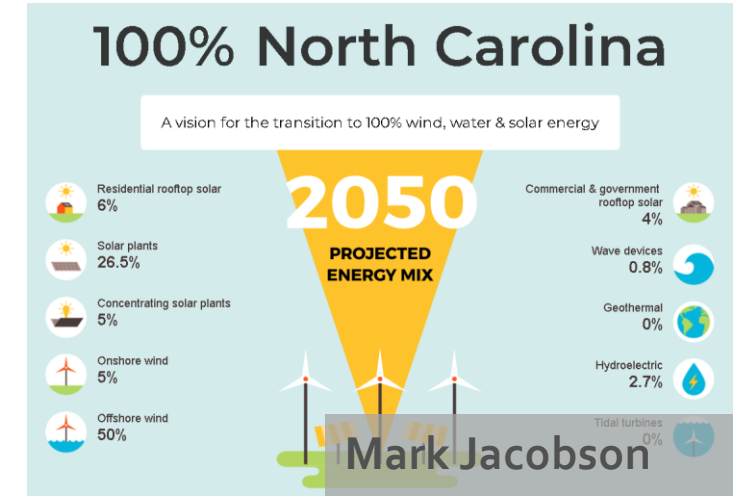 100% North Carolina
A vision for the transition to 100% wind, water & solar energy
2050
PROJECTED
ENERGY MIX
Residential rooftop solar
6%
Solar plants
26.5%
Concentrating solar plants
5%
Onshore wind
5%
Offshore wind
50%
Commercial & government
rooftop solar
4%
Wave devices
0.8%
Geothermal
0%
Hydroelectric
2.7%
Tidal turbines
0%
Mark Jacobson